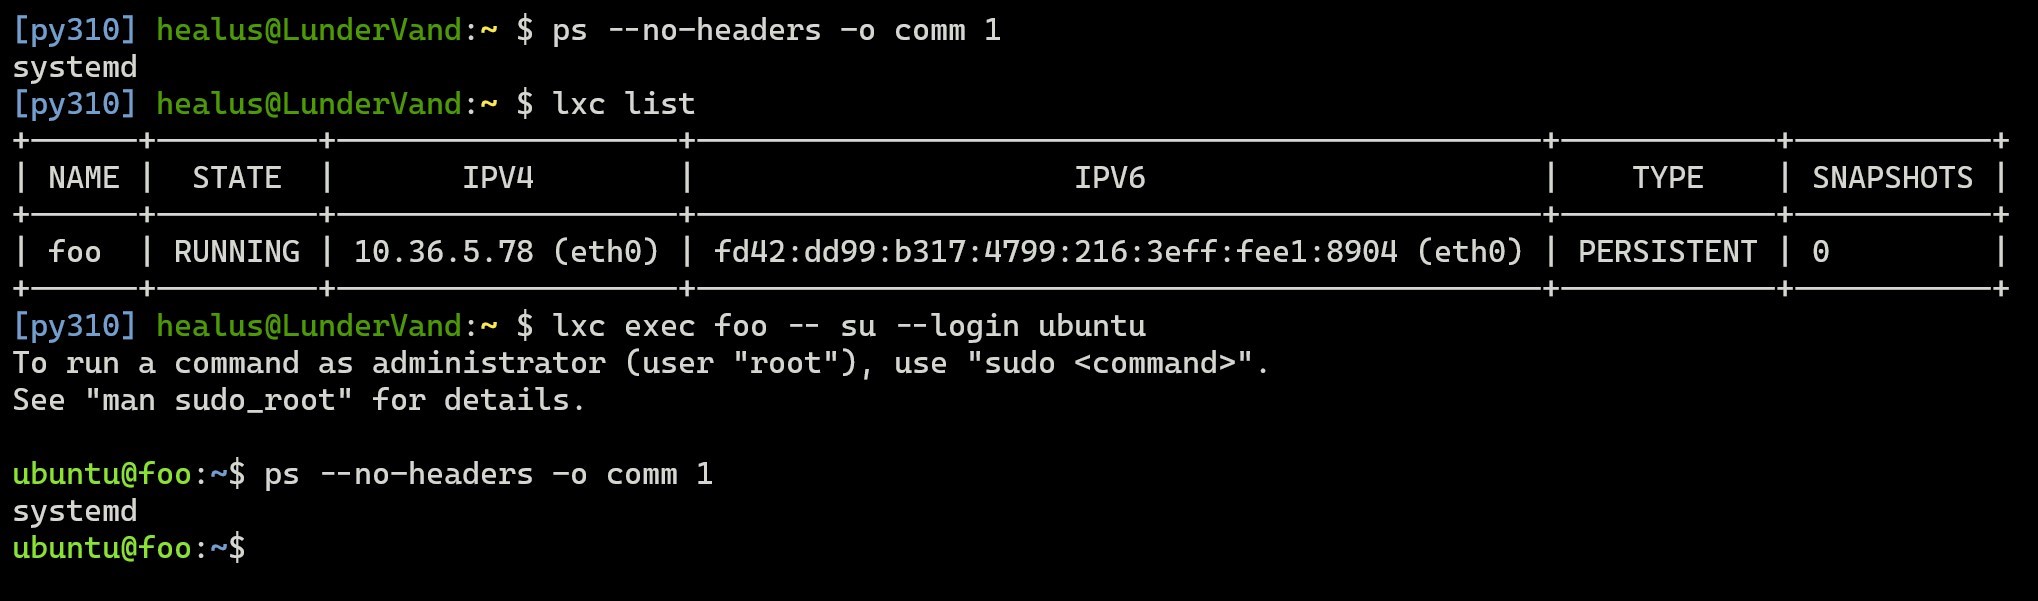 [py310] healus@LunderVand:~ $ ps --no-headers -o comm 1
systemd
[py310] healus@LunderVand:~ $ lxc list
+------+---------+-------------------+-----------------------------------------------+------------+-----------+
| NAME |  STATE  |       IPV4        |                     IPV6                      |    TYPE    | SNAPSHOTS |
+------+---------+-------------------+-----------------------------------------------+------------+-----------+
| foo  | RUNNING | 10.36.5.78 (eth0) | fd42:dd99:b317:4799:216:3eff:fee1:8904 (eth0) | PERSISTENT | 0         |
+------+---------+-------------------+-----------------------------------------------+------------+-----------+
[py310] healus@LunderVand:~ $ lxc exec foo -- su --login ubuntu
To run a command as administrator (user "root"), use "sudo <command>".
See "man sudo_root" for details.

ubuntu@foo:~$ ps --no-headers -o comm 1
systemd
ubuntu@foo:~$